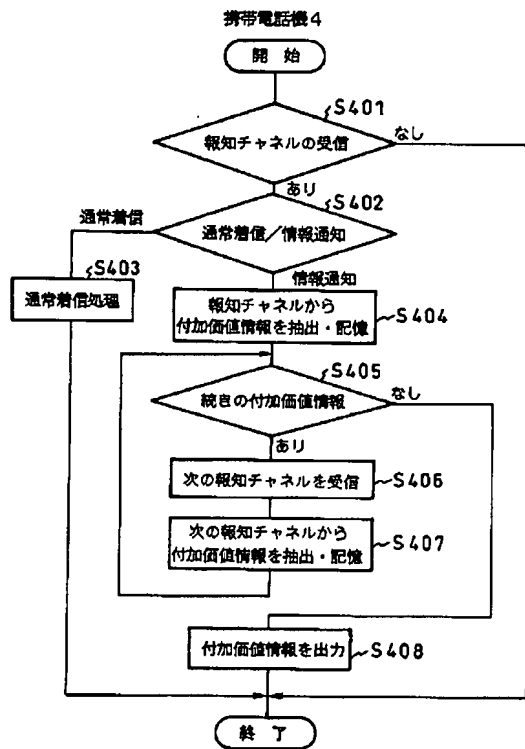 携帯電話機4
開 始
S401
報知チャネルの受信
なし
あり
S402
通常着信
通常着信/情報通知
S403
通常着信処理
情報通知
報知チャネルから
付加価値情報を抽出・記憶
S404
S405
続きの付加価値情報
なし
あり
次の報知チャネルを受信
S406
次の報知チャネルから
付加価値情報を抽出・記憶
S407
付加価値情報を出力
S408
終 了